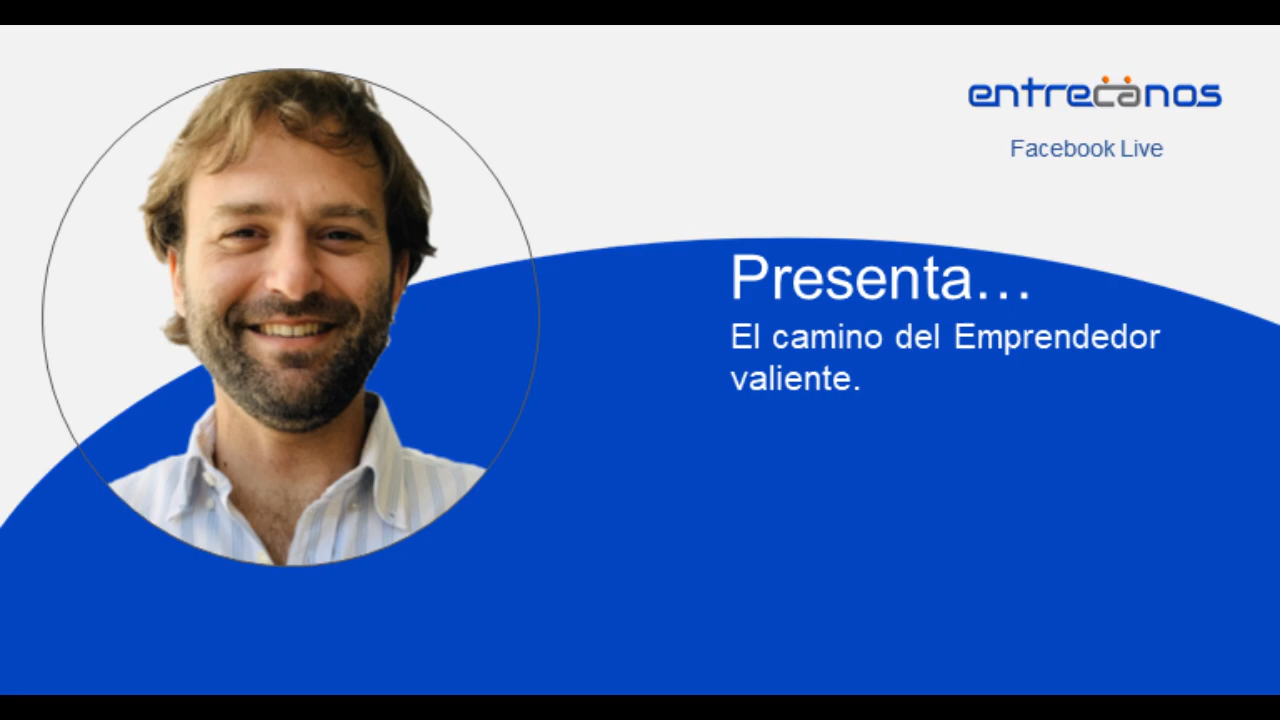 entrecanos
Facebook Live
Presenta…
El camino del Emprendedor
valiente.